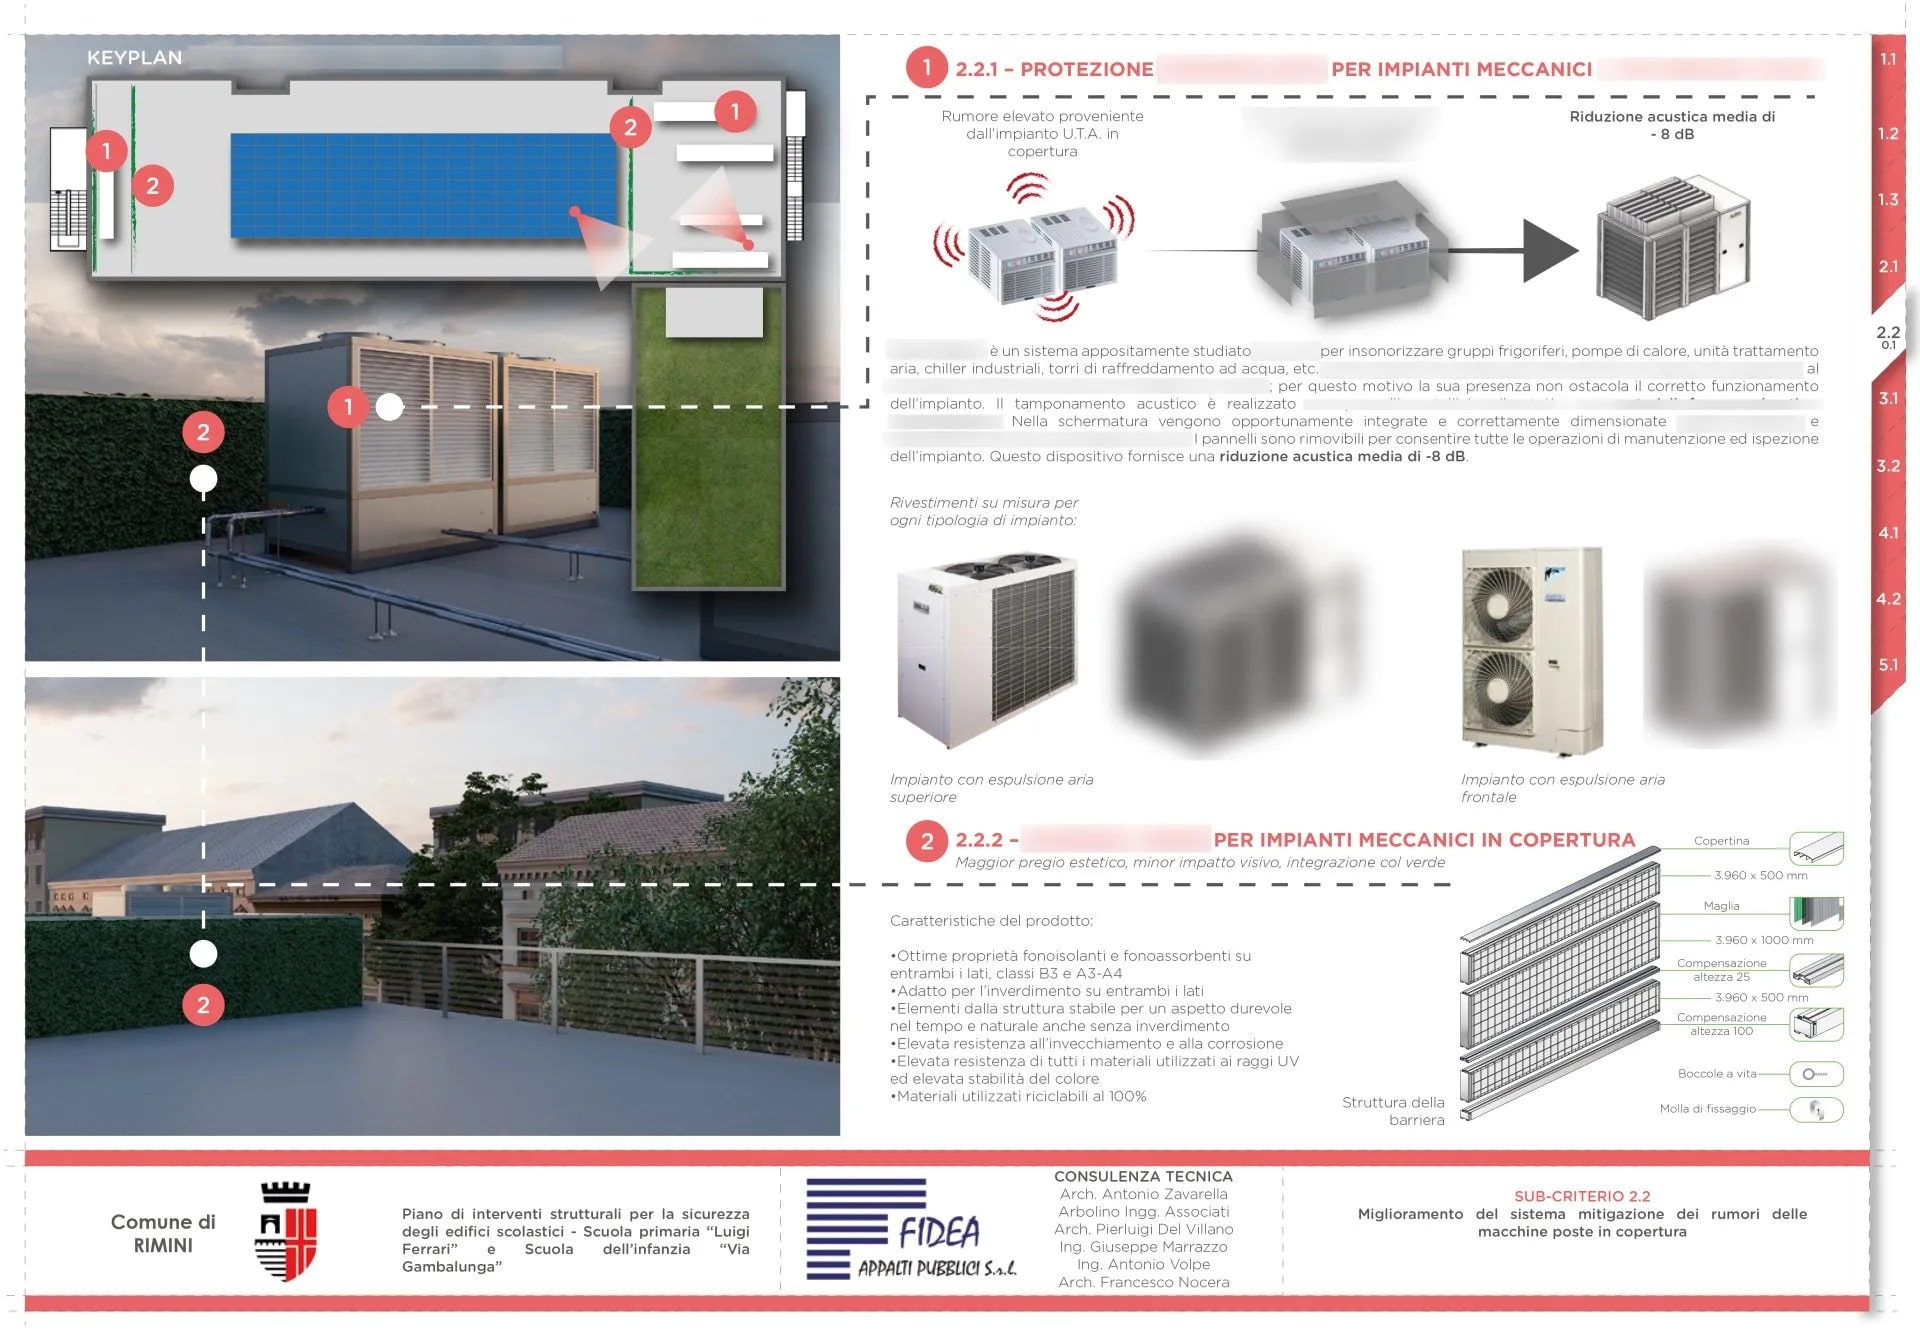 KEYPLAN
1
2
1
2
1
2
2
1 2.2.1 – PROTEZIONE PER IMPIANTI MECCANICI
Rumore elevato proveniente
dall'impianto U.T.A. in
copertura
Riduzione acustica media di
- 8 dB
è un sistema appositamente studiato per insonorizzare gruppi frigoriferi, pompe di calore, unità trattamento
aria, chiller industriali, torri di raffreddamento ad acqua, etc. al
; per questo motivo la sua presenza non ostacola il corretto funzionamento
dell'impianto. Il tamponamento acustico è realizzato
Nella schermatura vengono opportunamente integrate e correttamente dimensionate e
I pannelli sono rimovibili per consentire tutte le operazioni di manutenzione ed ispezione
dell'impianto. Questo dispositivo fornisce una riduzione acustica media di -8 dB.
Rivestimenti su misura per
ogni tipologia di impianto:
Impianto con espulsione aria
superiore
Impianto con espulsione aria
frontale
2 2.2.2 – PER IMPIANTI MECCANICI IN COPERTURA
Maggior pregio estetico, minor impatto visivo, integrazione col verde
Caratteristiche del prodotto:
•Ottime proprietà fonoisolanti e fonoassorbenti su
entrambi i lati, classi B3 e A3-A4
•Adatto per l'inverdimento su entrambi i lati
•Elementi dalla struttura stabile per un aspetto durevole
nel tempo e naturale anche senza inverdimento
•Elevata resistenza all'invecchiamento e alla corrosione
•Elevata resistenza di tutti i materiali utilizzati ai raggi UV
ed elevata stabilità del colore
•Materiali utilizzati riciclabili al 100%
Struttura della
barriera
Copertina
3.960 x 500 mm
Maglia
3.960 x 1000 mm
Compensazione
altezza 25
3.960 x 500 mm
Compensazione
altezza 100
Boccole a vita
Molla di fissaggio
1.1
1.2
1.3
2.1
2.2
0.1
3.1
3.2
4.1
4.2
5.1
Comune di
RIMINI
Piano di interventi strutturali per la sicurezza
degli edifici scolastici - Scuola primaria “Luigi
Ferrari” e Scuola dell'infanzia “Via
Gambalunga”
FIDEA
APPALTI PUBBLICI S.r.l.
CONSULENZA TECNICA
Arch. Antonio Zavarella
Arbolino Ingg. Associati
Arch. Pierluigi Del Villano
Ing. Giuseppe Marrazzo
Ing. Antonio Volpe
Arch. Francesco Nocera
SUB-CRITERIO 2.2
Miglioramento del sistema mitigazione dei rumori delle
macchine poste in copertura